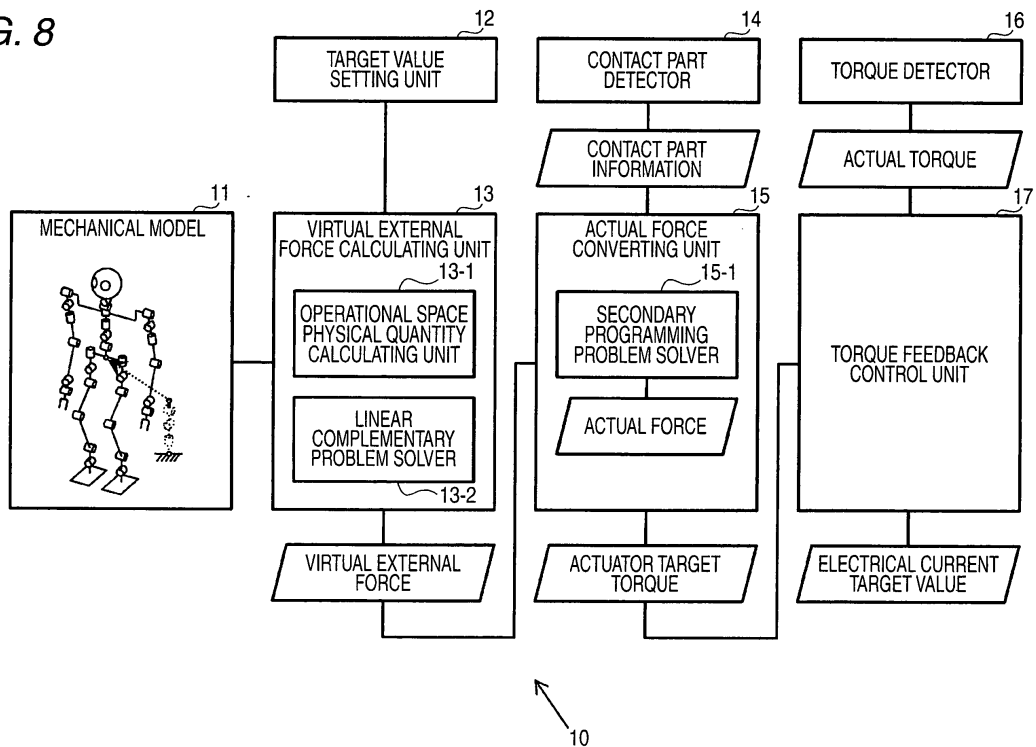 G. 8
12
TARGET VALUE
SETTING UNIT
14
CONTACT PART
DETECTOR
16
TORQUE DETECTOR
CONTACT PART
INFORMATION
ACTUAL TORQUE
11
MECHANICAL MODEL
13
VIRTUAL EXTERNAL
FORCE CALCULATING UNIT
13-1
OPERATIONAL SPACE
PHYSICAL QUANTITY
CALCULATING UNIT
LINEAR
COMPLEMENTARY
PROBLEM SOLVER
13-2
15
ACTUAL FORCE
CONVERTING UNIT
15-1
SECONDARY
PROGRAMMING
PROBLEM SOLVER
ACTUAL FORCE
17
TORQUE FEEDBACK
CONTROL UNIT
VIRTUAL EXTERNAL
FORCE
ACTUATOR TARGET
TORQUE
ELECTRICAL CURRENT
TARGET VALUE
10